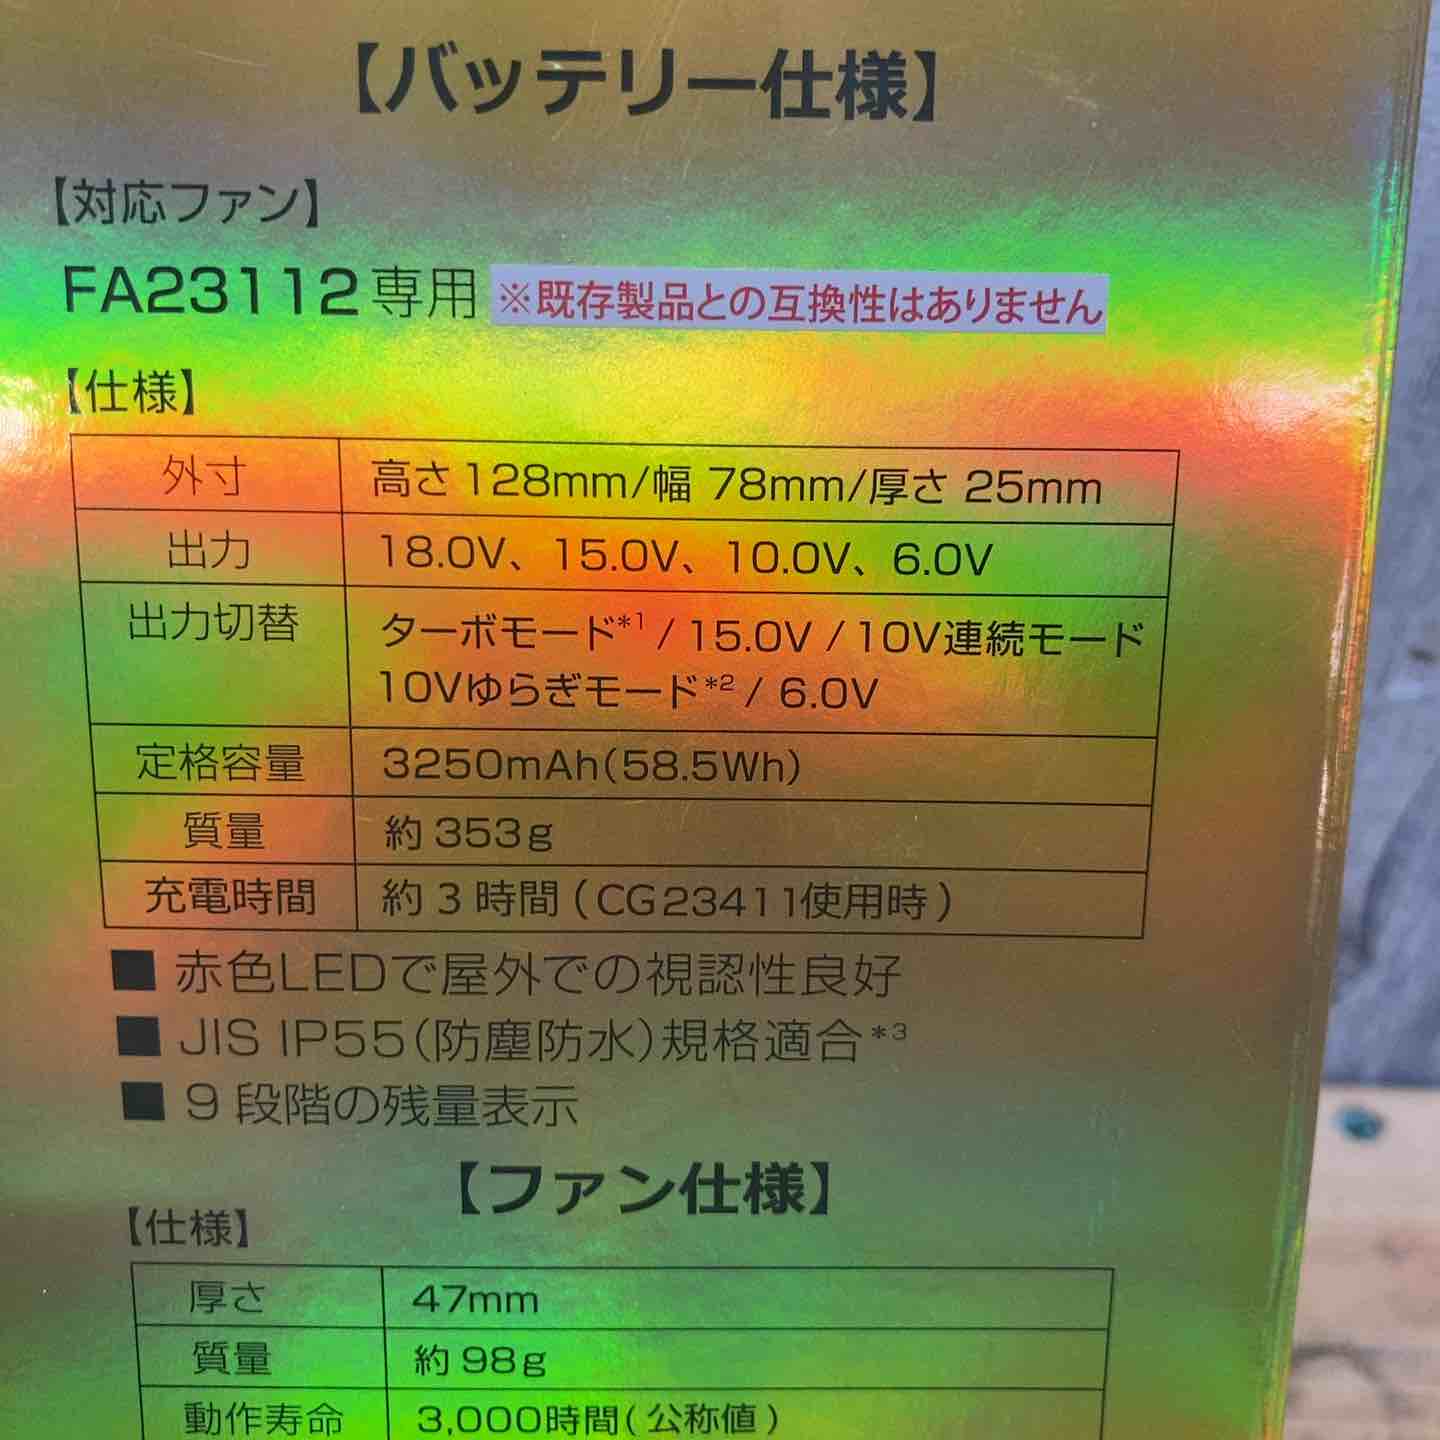 【バッテリー仕様】
【対応ファン】
FA23112専用 ※既存製品との互換性はありません
【仕様】
外寸 高さ128mm/幅 78mm/厚さ 25mm
出力 18.0V、15.0V、10.0V、6.0V
出力切替 ターボモード*1 / 15.0V / 10V連続モード
10Vゆらぎモード*2 / 6.0V
定格容量 3250mAh(58.5Wh)
質量 約353g
充電時間 約3時間(CG23411使用時)
■ 赤色LEDで屋外での視認性良好
■ JIS IP55(防塵防水)規格適合*3
■ 9段階の残量表示
【ファン仕様】
【仕様】
厚さ 47mm
質量 約98g
動作寿命 3,000時間(公称値)